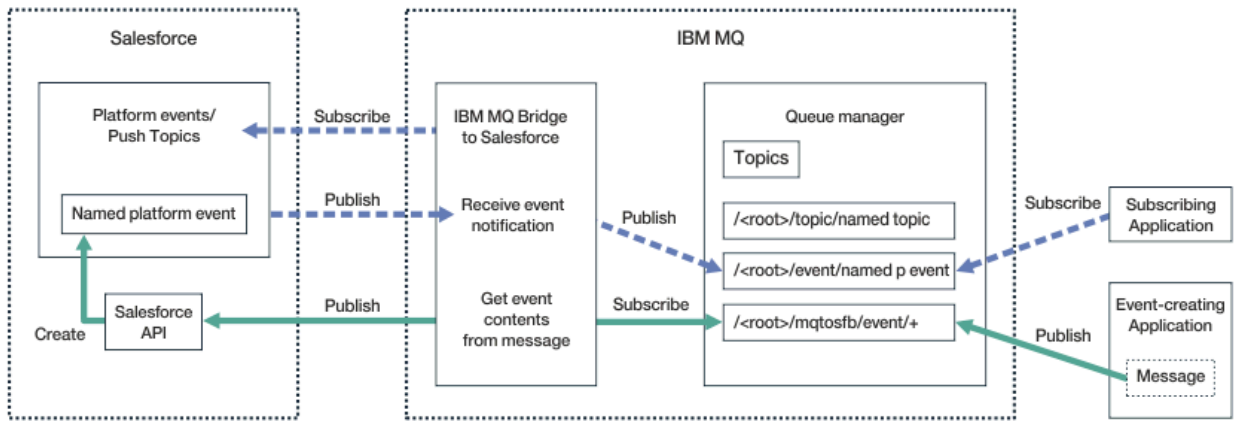 Salesforce
IBM MQ
Platform events/
Push Topics
Subscribe
IBM MQ Bridge
to Salesforce
Queue manager
Topics
Named platform event
Publish
Receive event
notification
Publish
/<root>/topic/named topic
Subscribe
Subscribing
Application
/<root>/event/named p event
Create
Salesforce
API
Publish
Get event
contents
from message
Subscribe
/<root>/mqtosfb/event/+
Publish
Event-creating
Application
Message